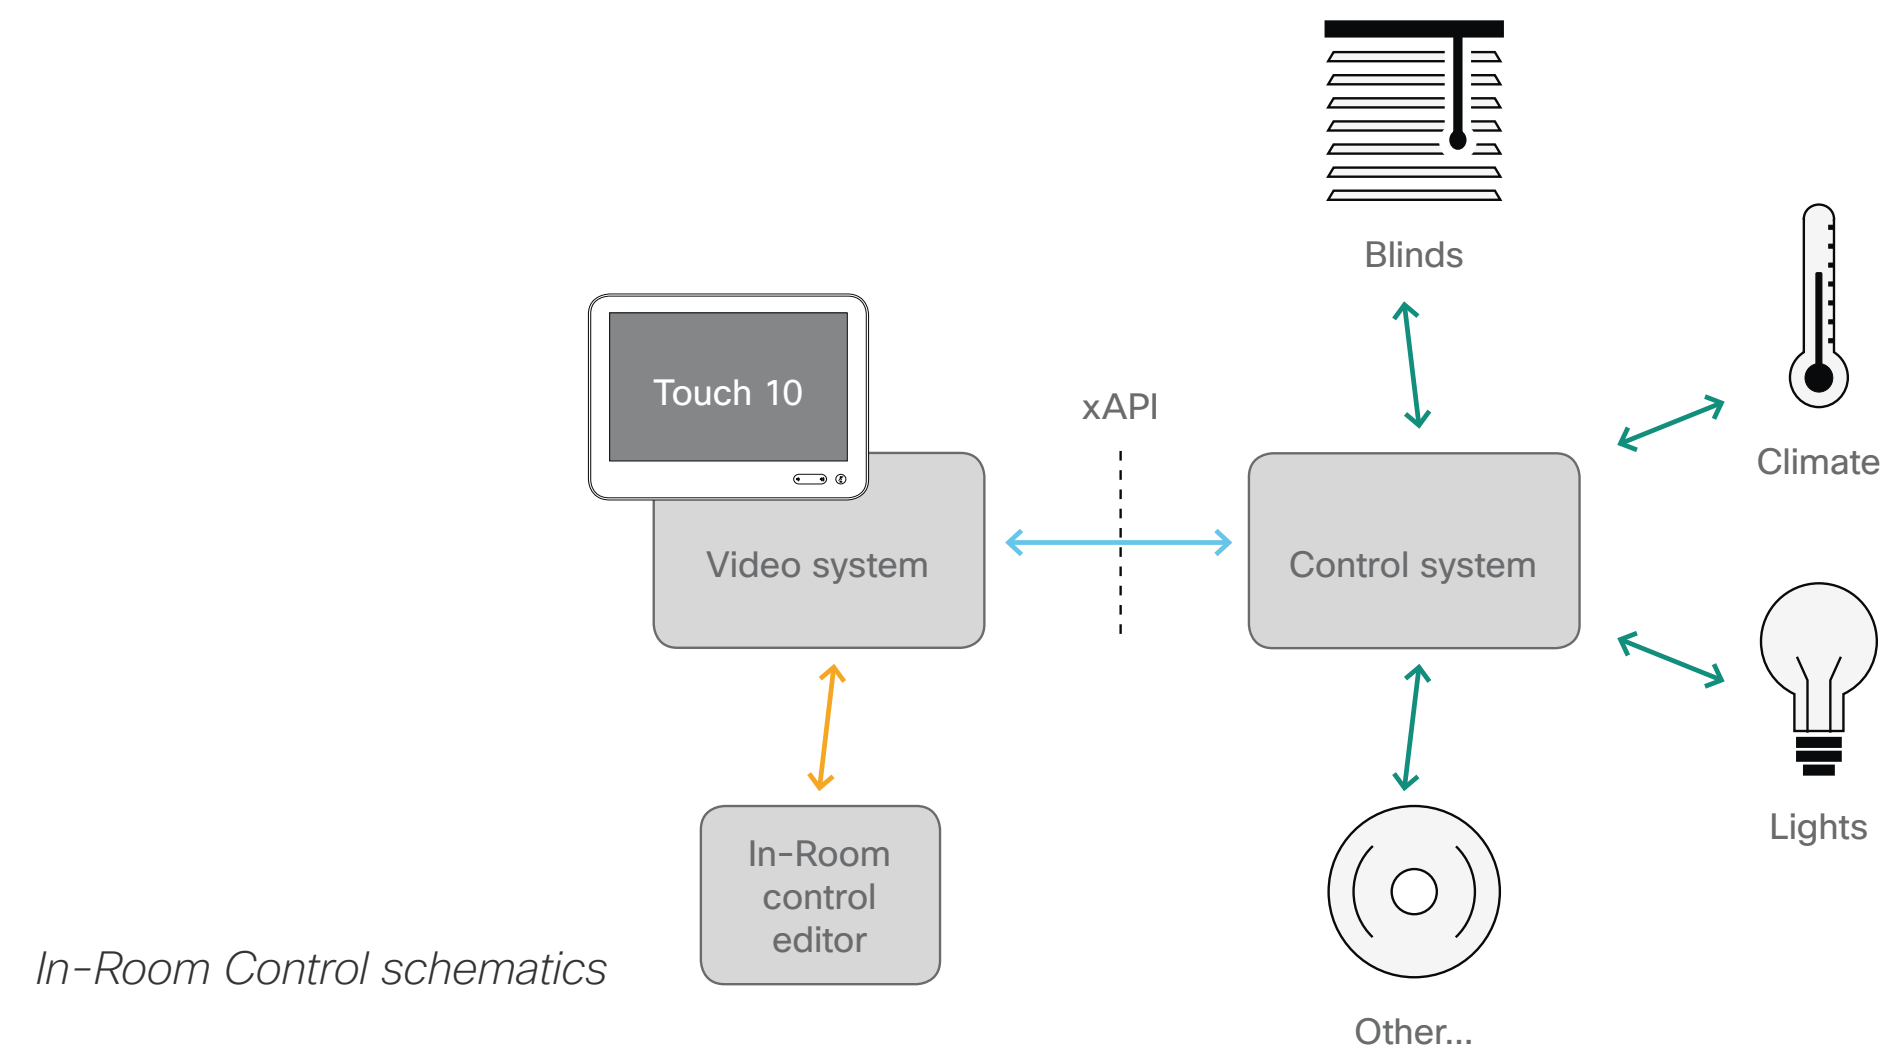 Blinds
Climate
Touch 10
xAPI
Video system
Control system
Lights
In-Room
control
editor
In-Room Control schematics
Other...